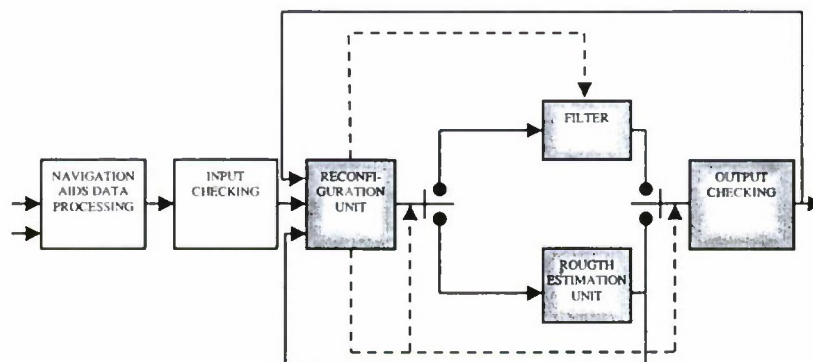 NAVIGATION
AIDS DATA
PROCESSING
INPUT
CHECKING
RECONFI-
GURATION
UNIT
FILTER
ROUGTH
ESTIMATION
UNIT
OUTPUT
CHECKING